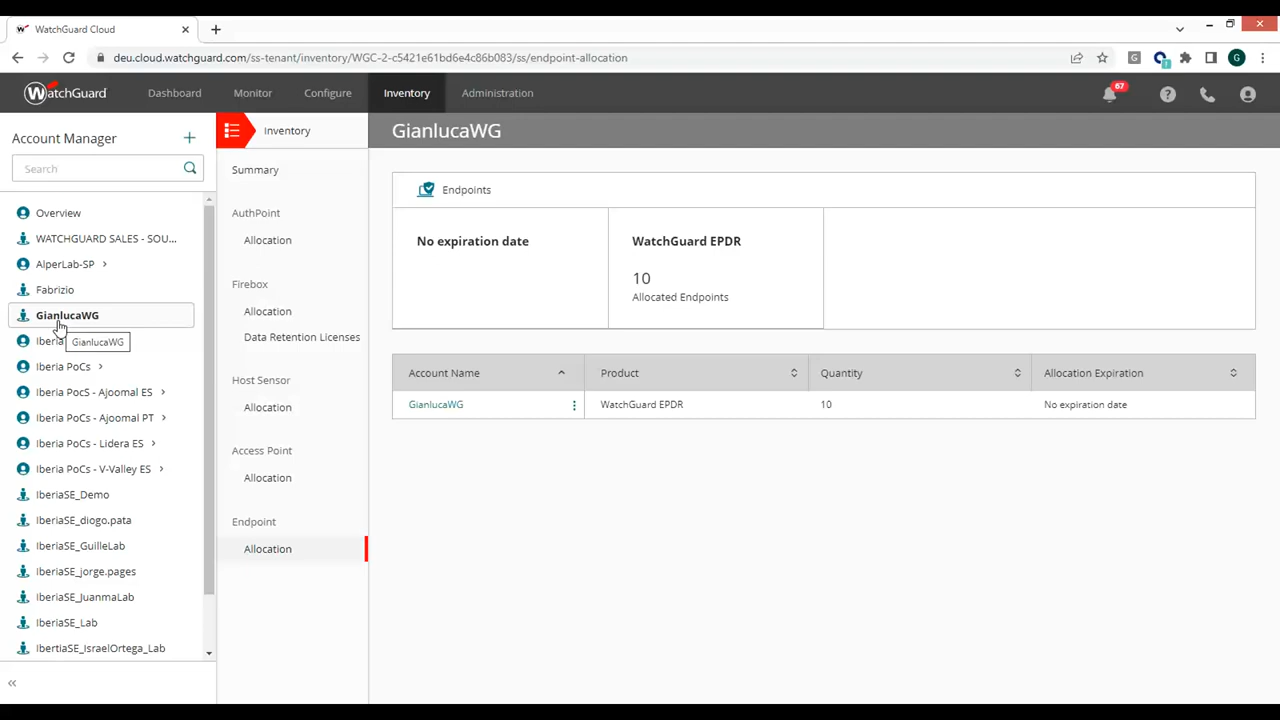 WatchGuard Cloud
deu.cloud.watchguard.com/ss-tenant/inventory/WGC-2-c5421e61bd6g4c86b083/ss/endpoint-allocation
G
WatchGuard
Dashboard
Monitor
Configure
Inventory
Administration
67
Account Manager
Search
Overview
WATCHGUARD SALES - SOU...
AlperLab-SP
Fabrizio
GianlucaWG
Iberia
GianlucaWG
Iberia PoCs
Iberia PocS - Ajoomal ES
Iberia PoCs - Ajoomal PT
Iberia PoCs - Lidera ES
Iberia PoCs - V-Valley ES
IberiaSE_Demo
IberiaSE_diogo.pata
IberiaSE_GuilleLab
IberiaSE_jorge.pages
IberiaSE_JuanmaLab
IberiaSE_Lab
IbertiaSE_IsraelOrtega_Lab
Inventory
Summary
AuthPoint
Allocation
Firebox
Allocation
Data Retention Licenses
Host Sensor
Allocation
Access Point
Allocation
Endpoint
Allocation
GianlucaWG
Endpoints
No expiration date
WatchGuard EPDR
10
Allocated Endpoints
Account Name Product Quantity Allocation Expiration
GianlucaWG WatchGuard EPDR 10 No expiration date